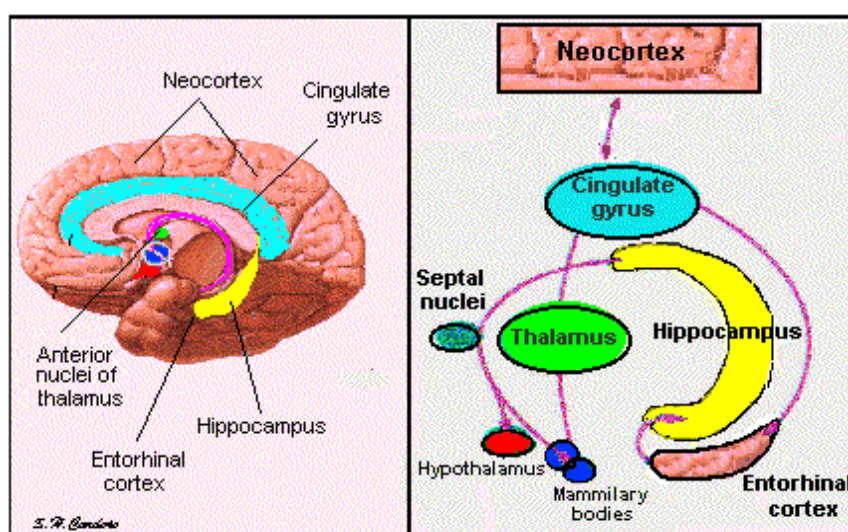 Neocortex
Cingulate
gyrus
Anterior
nuclei of
thalamus
Hippocampus
Entorhinal
cortex
Neocortex
Cingulate
gyrus
Septal
nuclei
Thalamus
Hippocampus
Hypothalamus
Mammilary
bodies
Entorhinal
cortex